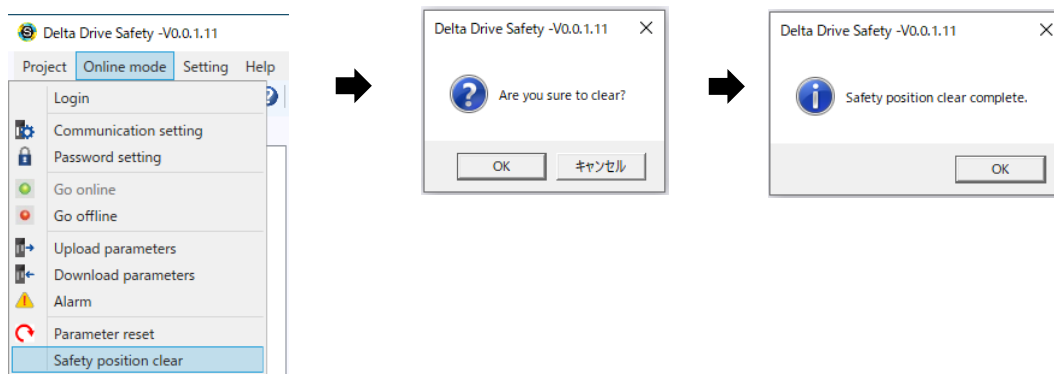 Delta Drive Safety -V0.0.1.11
Project Online mode Setting Help
Login
Communication setting
Password setting
Go online
Go offline
Upload parameters
Download parameters
Alarm
Parameter reset
Safety position clear
Delta Drive Safety -V0.0.1.11
Are you sure to clear?
OK キャンセル
Delta Drive Safety -V0.0.1.11
Safety position clear complete.
OK